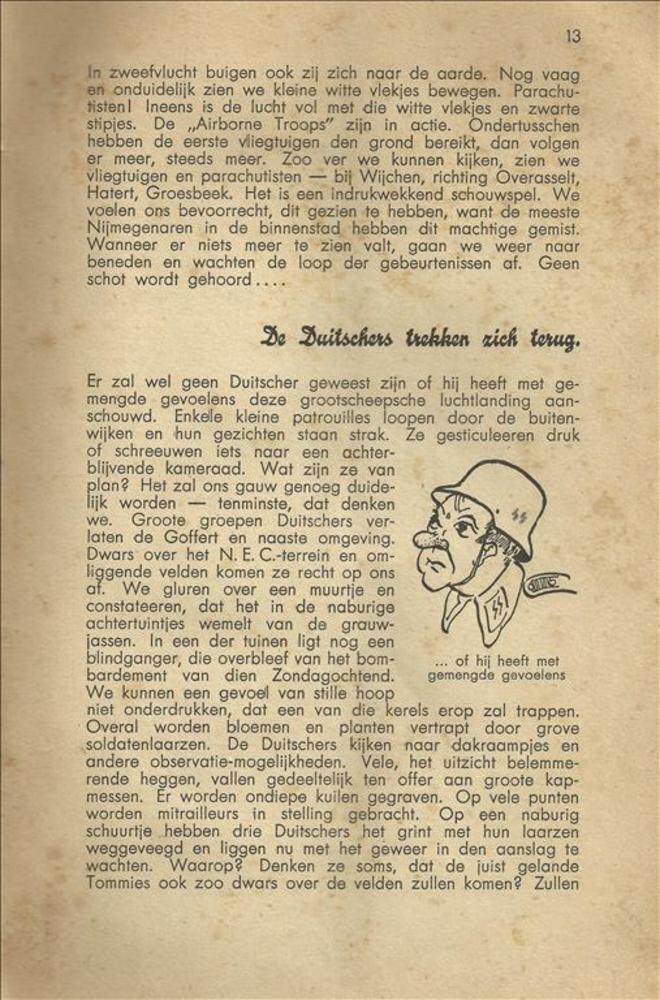 13
In zweefvlucht buigen ook zij zich naar de aarde. Nog vaag
en onduidelijk zien we kleine witte vlekjes bewegen. Parachu-
tisten! Ineens is de lucht vol met die witte vlekjes en zwarte
stipjes. De „Airborne Troops” zijn in actie. Ondertusschen
hebben de eerste vliegtuigen den grond bereikt, dan volgen
er meer, steeds meer. Zoo ver we kunnen kijken, zien we
vliegtuigen en parachutisten — bij Wijchen, richting Overasselt,
Hatert, Groesbeek. Het is een indrukwekkend schouwspel. We
voelen ons bevoorrecht, dit gezien te hebben, want de meeste
Nijmegenaren in de binnenstad hebben dit machtige gemist.
Wanneer er niets meer te zien valt, gaan we weer naar
beneden en wachten de loop der gebeurtenissen af. Geen
schot wordt gehoord....
De Duitschers trekken zich terug.
Er zal wel geen Duitscher geweest zijn of hij heeft met ge-
mengde gevoelens deze grootscheepsche luchtlanding aan-
schouwd. Enkele kleine patrouilles loopen door de buiten-
wijken en hun gezichten staan strak. Ze gesticuleeren druk
of schreeuwen iets naar een achter-
blijvende kameraad. Wat zijn ze van
plan? Het zal ons gauw genoeg duide-
lijk worden — tenminste, dat denken
we. Groote groepen Duitschers ver-
laten de Goffert en naaste omgeving.
Dwars over het N. E. C.-terrein en om-
liggende velden komen ze recht op ons
af. We gluren over een muurtje en
constateeren, dat het in de naburige
achtertuintjes wemelt van de grauw-
jassen. In een der tuinen ligt nog een
blindganger, die overbleef van het bom-
bardement van dien Zondagochtend.
We kunnen een gevoel van stille hoop
niet onderdrukken, dat een van die kerels erop zal trappen.
Overal worden bloemen en planten vertrapt door grove
soldatenlaarzen. De Duitschers kijken naar dakraampjes en
andere observatie-mogelijkheden. Vele, het uitzicht belemme-
rende heggen, vallen gedeeltelijk ten offer aan groote kap-
messen. Er worden ondiepe kuilen gegraven. Op vele punten
worden mitrailleurs in stelling gebracht. Op een naburig
schuurtje hebben drie Duitschers het grint met hun laarzen
weggeveegd en liggen nu met het geweer in den aanslag te
wachten. Waarop? Denken ze soms, dat de juist gelande
Tommies ook zoo dwars over de velden zullen komen? Zullen
... of hij heeft met
gemengde gevoelens